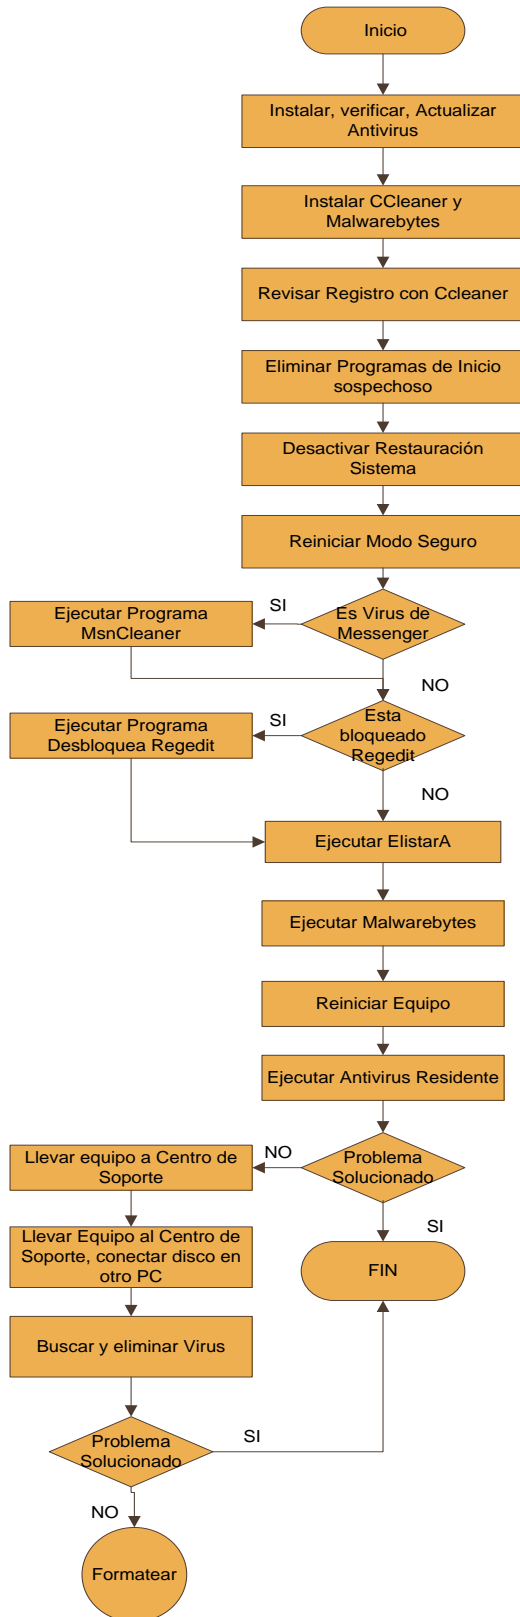 Inicio
Instalar, verificar, Actualizar
Antivirus
Instalar CCleaner y
Malwarebytes
Revisar Registro con Ccleaner
Eliminar Programas de Inicio
sospechoso
Desactivar Restauración
Sistema
Reiniciar Modo Seguro
Es Virus de
Messenger
SI
Ejecutar Programa
MsnCleaner
NO
Esta
bloqueado
Regedit
SI
Ejecutar Programa
Desbloquea Regedit
NO
Ejecutar ElistarA
Ejecutar Malwarebytes
Reiniciar Equipo
Ejecutar Antivirus Residente
Problema
Solucionado
NO
Llevar equipo a Centro de
Soporte
SI
Llevar Equipo al Centro de
Soporte, conectar disco en
otro PC
FIN
Buscar y eliminar Virus
Problema
Solucionado
SI
NO
Formatear